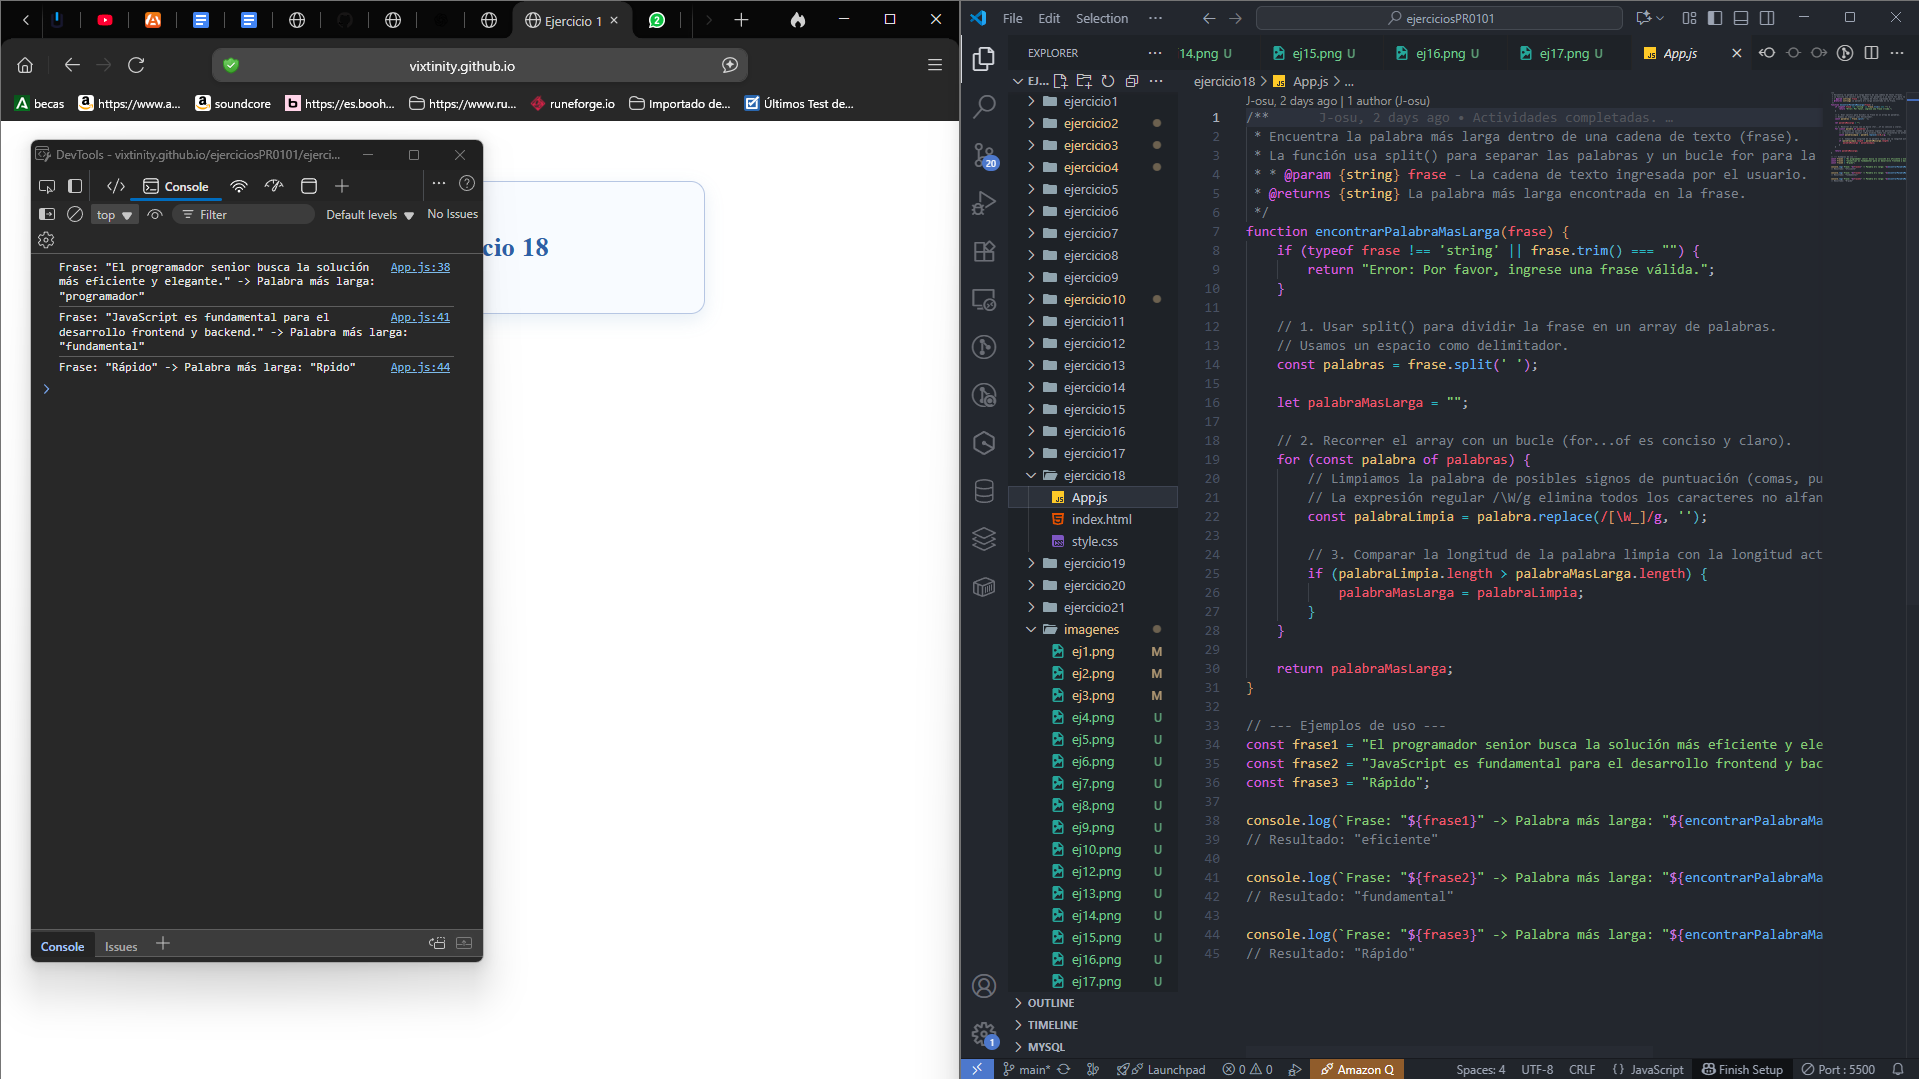 Ejercicio 1
2
vixtinity.github.io
becas
https://www.a...
soundcore
https://es.booh...
https://www.ru...
runeforge.io
Importado de...
Últimos Test de...
cio 18
DevTools - vixtinity.github.io/ejerciciosPR0101/ejerci...
Console
top
Filter
Default levels
No Issues
Frase: "El programador senior busca la solución
App.js:38
más eficiente y elegante." -> Palabra más larga:
"programador"
Frase: "JavaScript es fundamental para el
App.js:41
desarrollo frontend y backend." -> Palabra más larga:
"fundamental"
Frase: "Rápido" -> Palabra más larga: "Rpido"
App.js:44
Console
Issues
File
Edit
Selection
ejerciciosPR0101
EXPLORER
EJ...
ejercicio1
ejercicio2
ejercicio3
ejercicio4
ejercicio5
ejercicio6
ejercicio7
ejercicio8
ejercicio9
ejercicio10
ejercicio11
ejercicio12
ejercicio13
ejercicio14
ejercicio15
ejercicio16
ejercicio17
ejercicio18
App.js
index.html
style.css
ejercicio19
ejercicio20
ejercicio21
imagenes
ej1.png M
ej2.png M
ej3.png M
ej4.png U
ej5.png U
ej6.png U
ej7.png U
ej8.png U
ej9.png U
ej10.png U
ej12.png U
ej13.png U
ej14.png U
ej15.png U
ej16.png U
ej17.png U
OUTLINE
TIMELINE
MYSQL
20
1
14.png U
ej15.png U
ej16.png U
ej17.png U
App.js
ejercicio18 > App.js > ...
J-osu, 2 days ago | 1 author (J-osu)
1 /** J-osu, 2 days ago • Actividades completadas. …
2 * Encuentra la palabra más larga dentro de una cadena de texto (frase).
3 * La función usa split() para separar las palabras y un bucle for para la
4 * * @param {string} frase - La cadena de texto ingresada por el usuario.
5 * @returns {string} La palabra más larga encontrada en la frase.
6 */
7 function encontrarPalabraMasLarga(frase) {
8 if (typeof frase !== 'string' || frase.trim() === "") {
9 return "Error: Por favor, ingrese una frase válida.";
10 }
11
12 // 1. Usar split() para dividir la frase en un array de palabras.
13 // Usamos un espacio como delimitador.
14 const palabras = frase.split(' ');
15
16 let palabraMasLarga = "";
17
18 // 2. Recorrer el array con un bucle (for...of es conciso y claro).
19 for (const palabra of palabras) {
20 // Limpiamos la palabra de posibles signos de puntuación (comas, pu
21 // La expresión regular /\W/g elimina todos los caracteres no alfan
22 const palabraLimpia = palabra.replace(/[\W_]/g, '');
23
24 // 3. Comparar la longitud de la palabra limpia con la longitud act
25 if (palabraLimpia.length > palabraMasLarga.length) {
26 palabraMasLarga = palabraLimpia;
27 }
28 }
29
30 return palabraMasLarga;
31 }
32
33 // --- Ejemplos de uso ---
34 const frase1 = "El programador senior busca la solución más eficiente y ele
35 const frase2 = "JavaScript es fundamental para el desarrollo frontend y bac
36 const frase3 = "Rápido";
37
38 console.log(`Frase: "${frase1}" -> Palabra más larga: "${encontrarPalabraMa
39 // Resultado: "eficiente"
40
41 console.log(`Frase: "${frase2}" -> Palabra más larga: "${encontrarPalabraMa
42 // Resultado: "fundamental"
43
44 console.log(`Frase: "${frase3}" -> Palabra más larga: "${encontrarPalabraMa
45 // Resultado: "Rápido"
main*
Launchpad
0
0
Amazon Q
Spaces: 4
UTF-8
CRLF
{ } JavaScript
Finish Setup
Port : 5500